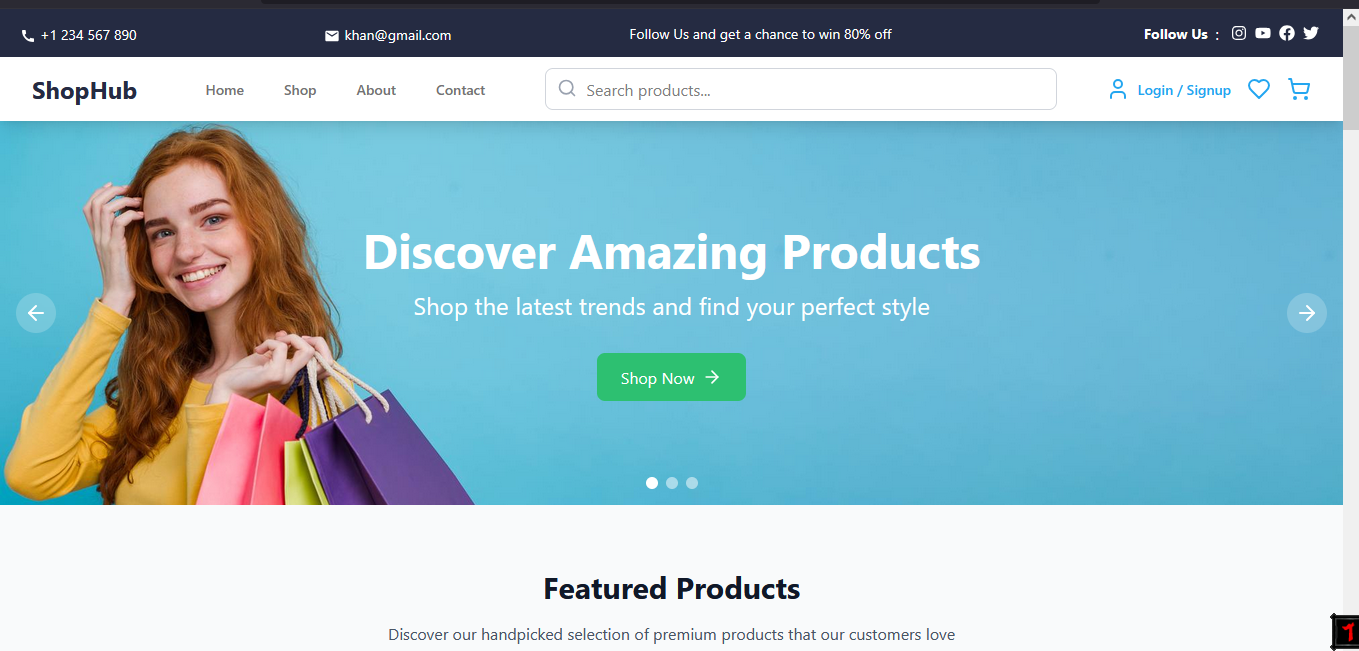 +1 234 567 890
khan@gmail.com
Follow Us and get a chance to win 80% off
Follow Us :
ShopHub
Home
Shop
About
Contact
Search products...
Login / Signup
Discover Amazing Products
Shop the latest trends and find your perfect style
Shop Now
Featured Products
Discover our handpicked selection of premium products that our customers love